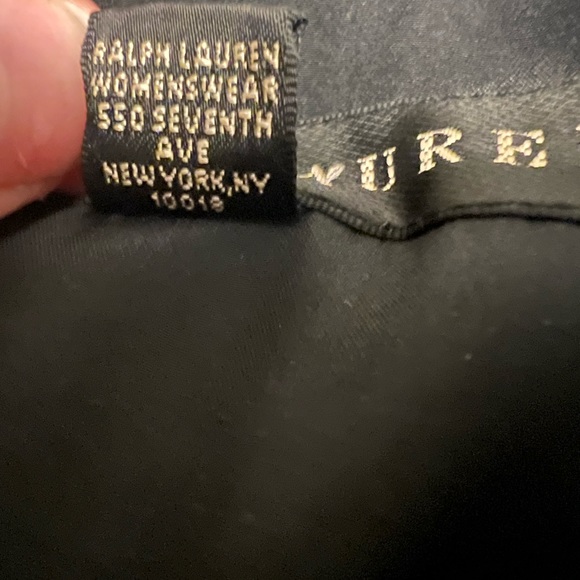 RALPH LAUREN
WOMENSWEAR
550 SEVENTH
AVE
NEW YORK, NY
10018
URE